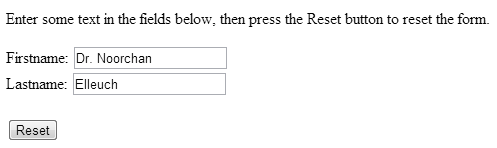 Enter some text in the fields below, then press the Reset button to reset the form.
Firstname: Dr. Noorchan
Lastname: Elleuch
Reset